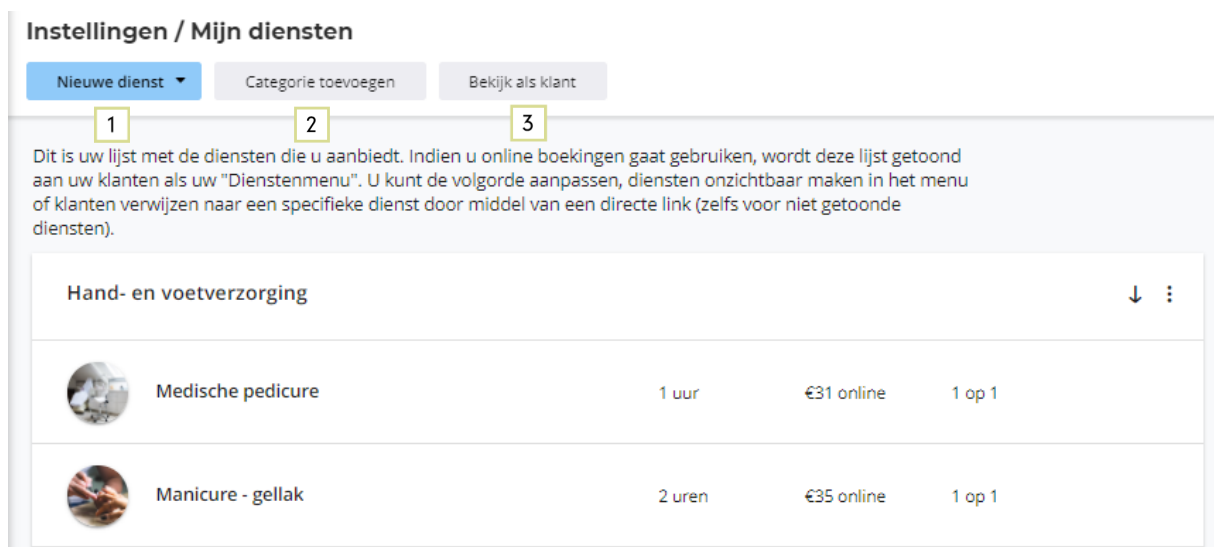 Instellingen / Mijn diensten
Nieuwe dienst Categorie toevoegen Bekijk als klant
1 2 3
Dit is uw lijst met de diensten die u aanbiedt. Indien u online boekingen gaat gebruiken, wordt deze lijst getoond
aan uw klanten als uw "Dienstenmenu". U kunt de volgorde aanpassen, diensten onzichtbaar maken in het menu
of klanten verwijzen naar een specifieke dienst door middel van een directe link (zelfs voor niet getoonde
diensten).
Hand- en voetverzorging
Medische pedicure 1 uur €31 online 1 op 1
Manicure - gellak 2 uren €35 online 1 op 1